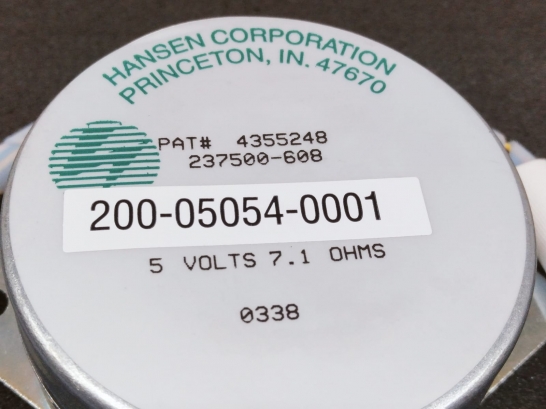 HANSEN CORPORATION
PRINCETON, IN. 47670
PAT# 4355248
237500-608
200-05054-0001
5 VOLTS 7.1 OHMS
0338